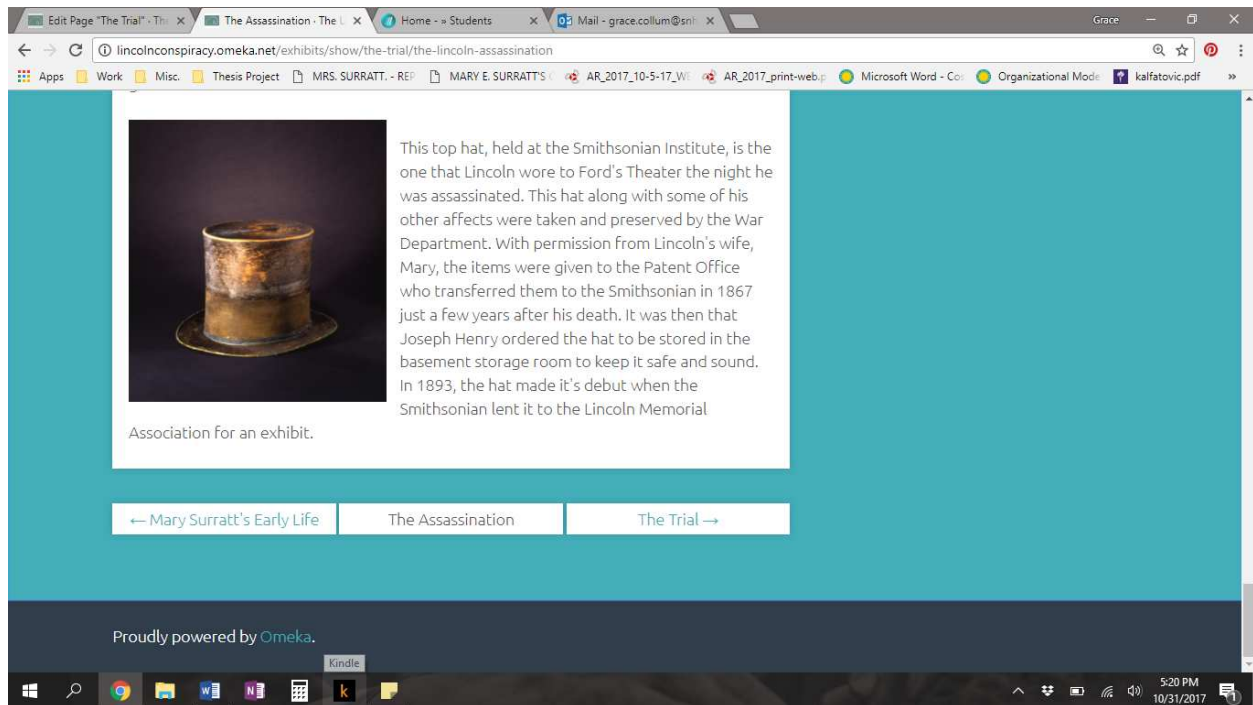 Edit Page "The Trial" - Th
The Assassination · The L
Home - » Students
Mail - grace.collum@snh
Grace
lincolnconspiracy.omeka.net/exhibits/show/the-trial/the-lincoln-assassination
Apps
Work
Misc.
Thesis Project
MRS. SURRATT. - REP
MARY E. SURRATT'S
AR_2017_10-5-17_WE
AR_2017_print-web.p
Microsoft Word - Co
Organizational Mode
kalfatovic.pdf
»
This top hat, held at the Smithsonian Institute, is the
one that Lincoln wore to Ford's Theater the night he
was assassinated. This hat along with some of his
other affects were taken and preserved by the War
Department. With permission from Lincoln's wife,
Mary, the items were given to the Patent Office
who transferred them to the Smithsonian in 1867
just a few years after his death. It was then that
Joseph Henry ordered the hat to be stored in the
basement storage room to keep it safe and sound.
In 1893, the hat made it's debut when the
Smithsonian lent it to the Lincoln Memorial
Association for an exhibit.
← Mary Surratt's Early Life
The Assassination
The Trial →
Proudly powered by Omeka.
Kindle
5:20 PM
10/31/2017